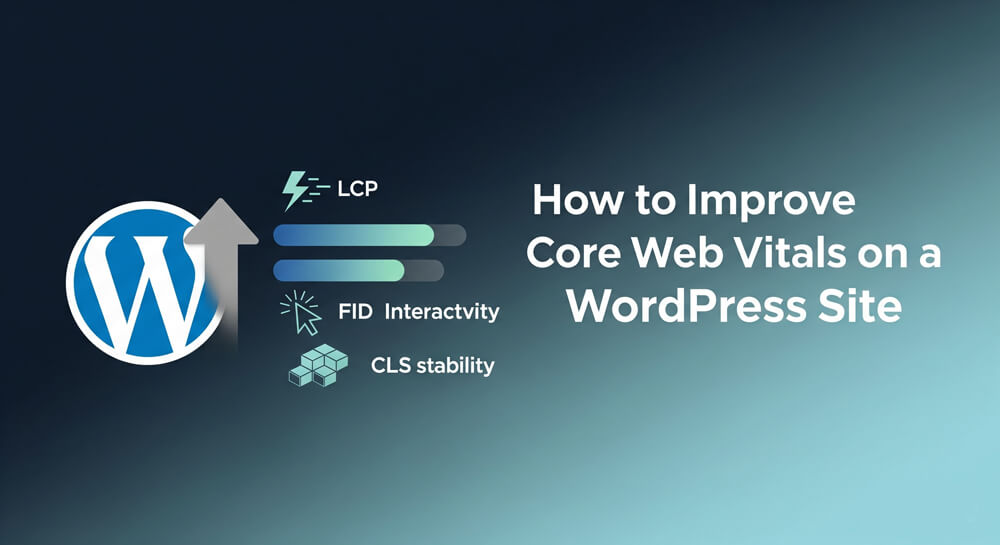 LCP
FID Interactvity
CLS stability
How to Improve
Core Web Vitals on a
WordPress Site